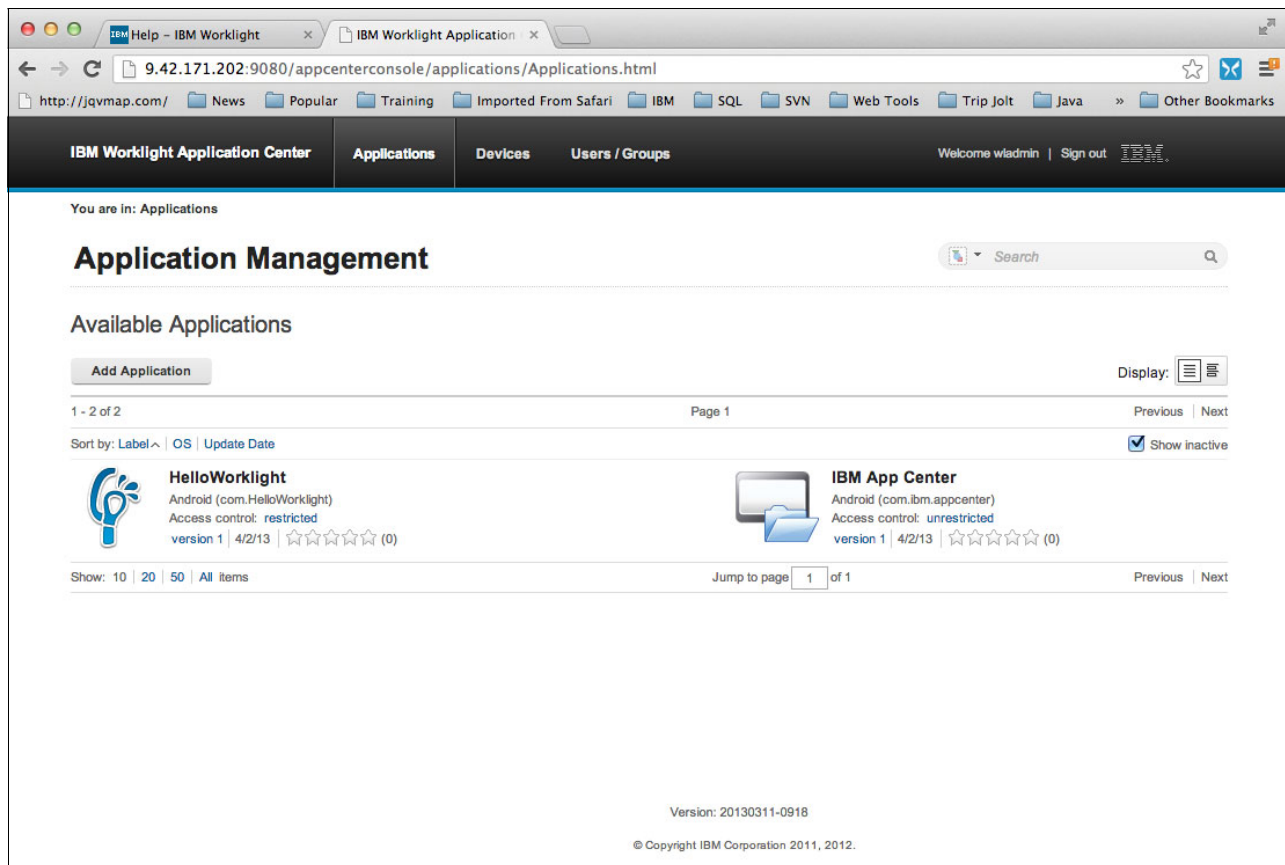 IBM Help – IBM Worklight × IBM Worklight Application ×
9.42.171.202:9080/appcenterconsole/applications/Applications.html
http://jqvmap.com/ News Popular Training Imported From Safari IBM SQL SVN Web Tools Trip Jolt Java » Other Bookmarks
IBM Worklight Application Center Applications Devices Users / Groups Welcome wladmin | Sign out IBM.
You are in: Applications
Application Management Search
Available Applications
Add Application Display:
1 - 2 of 2 Page 1 Previous | Next
Sort by: Label | OS | Update Date Show inactive
HelloWorklight
Android (com.HelloWorklight)
Access control: restricted
version 1 | 4/2/13 | (0)
IBM App Center
Android (com.ibm.appcenter)
Access control: unrestricted
version 1 | 4/2/13 | (0)
Show: 10 | 20 | 50 | All items Jump to page 1 of 1 Previous | Next
Version: 20130311-0918
© Copyright IBM Corporation 2011, 2012.